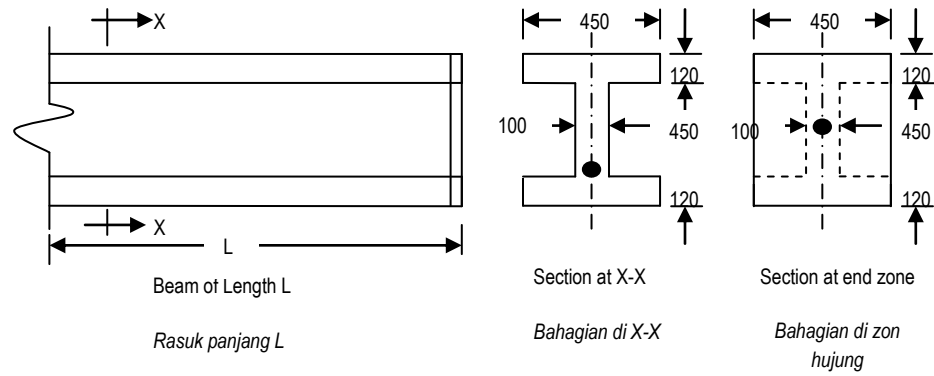 X
X
L
Beam of Length L
Rasuk panjang L
450
120
100
450
120
Section at X-X
Bahagian di X-X
450
120
100
450
120
Section at end zone
Bahagian di zon
hujung